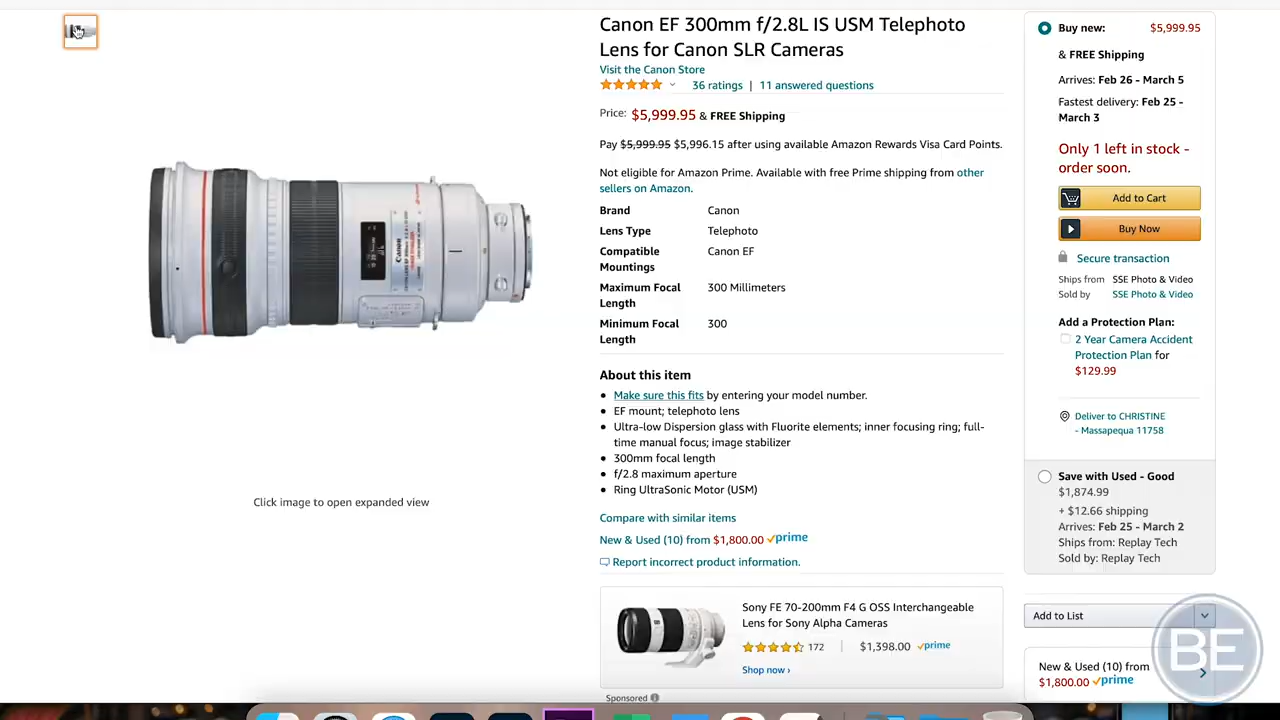 Canon EF 300mm f/2.8L IS USM Telephoto
Lens for Canon SLR Cameras
Visit the Canon Store
36 ratings | 11 answered questions
Price: $5,999.95 & FREE Shipping
Pay $5,999.95 $5,996.15 after using available Amazon Rewards Visa Card Points.
Not eligible for Amazon Prime. Available with free Prime shipping from other
sellers on Amazon.
Brand Canon
Lens Type Telephoto
Compatible Canon EF
Mountings
Maximum Focal 300 Millimeters
Length
Minimum Focal 300
Length
About this item
• Make sure this fits by entering your model number.
• EF mount; telephoto lens
• Ultra-low Dispersion glass with Fluorite elements; inner focusing ring; full-
time manual focus; image stabilizer
• 300mm focal length
• f/2.8 maximum aperture
• Ring UltraSonic Motor (USM)
Compare with similar items
New & Used (10) from $1,800.00 prime
Report incorrect product information.
Sony FE 70-200mm F4 G OSS Interchangeable
Lens for Sony Alpha Cameras
172 | $1,398.00 prime
Shop now ›
Sponsored
Click image to open expanded view
Canon
Buy new: $5,999.95
& FREE Shipping
Arrives: Feb 26 - March 5
Fastest delivery: Feb 25 -
March 3
Only 1 left in stock -
order soon.
Add to Cart
Buy Now
Secure transaction
Ships from SSE Photo & Video
Sold by SSE Photo & Video
Add a Protection Plan:
2 Year Camera Accident
Protection Plan for
$129.99
Deliver to CHRISTINE
- Massapequa 11758
Save with Used - Good
$1,874.99
+ $12.66 shipping
Arrives: Feb 25 - March 2
Ships from: Replay Tech
Sold by: Replay Tech
Add to List
New & Used (10) from
$1,800.00 prime
BE